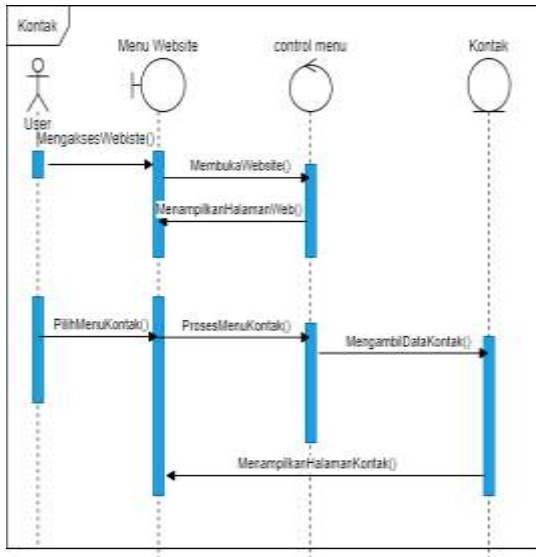 Kontak
Menu Website
control menu
Kontak
User
MengaksesWebiste()
MembukaWebsite()
MenampilkanHalamanWeb()
PilihMenuKontak()
ProsesMenuKontak()
MengambilDataKontak()
MenampilkanHalamanKontak()